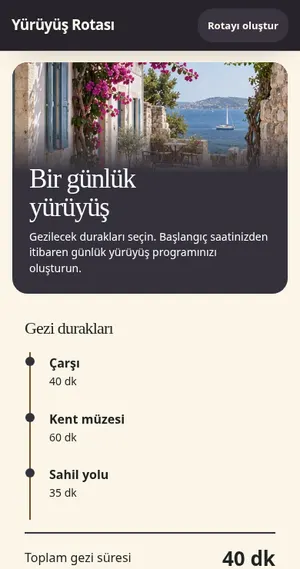 Yürüyüş Rotası
Rotayı oluştur
Bir günlük
yürüyüş
Gezilecek durakları seçin. Başlangıç saatinizden
itibaren günlük yürüyüş programınızı
oluşturun.
Gezi durakları
Çarşı
40 dk
Kent müzesi
60 dk
Sahil yolu
35 dk
Toplam gezi süresi
40 dk